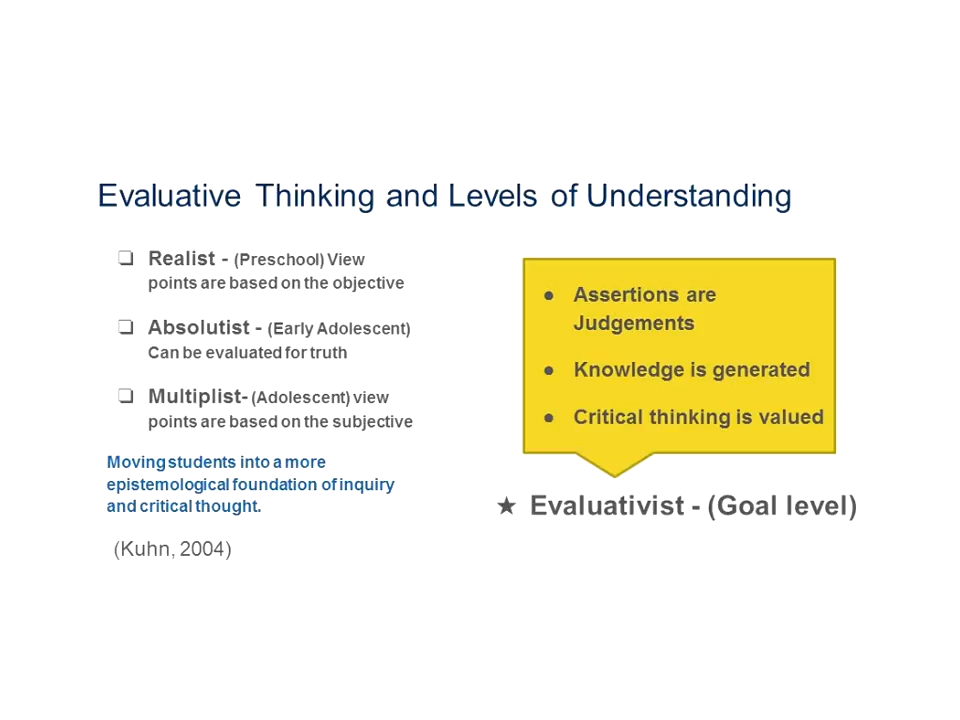 Evaluative Thinking and Levels of Understanding
❏ Realist - (Preschool) View
points are based on the objective
❏ Absolutist - (Early Adolescent)
Can be evaluated for truth
❏ Multiplist- (Adolescent) view
points are based on the subjective
Moving students into a more
epistemological foundation of inquiry
and critical thought.
(Kuhn, 2004)
● Assertions are
Judgements
● Knowledge is generated
● Critical thinking is valued
★ Evaluativist - (Goal level)